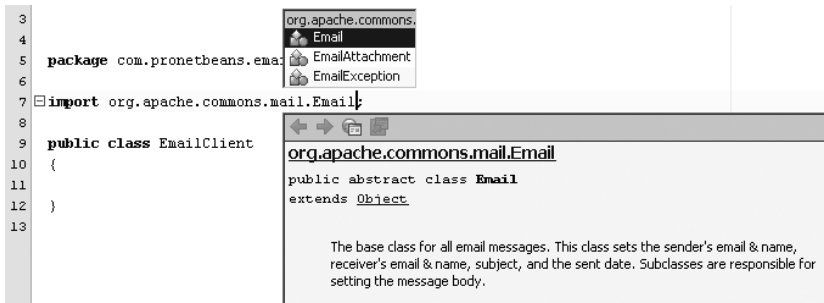 3
org.apache.commons.
4
Email
5 package com.pronetbeans.ema
EmailAttachment
6
EmailException
7 import org.apache.commons.mail.Email;
8
9 public class EmailClient
10 {
11
12 }
13
org.apache.commons.mail.Email
public abstract class Email
extends Object
The base class for all email messages. This class sets the sender's email & name,
receiver's email & name, subject, and the sent date. Subclasses are responsible for
setting the message body.